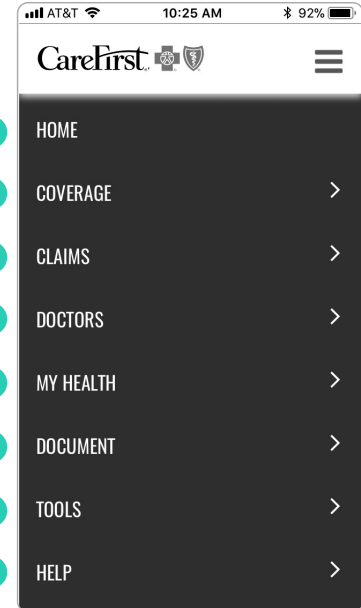 AT&T 10:25 AM 92%
CareFirst.
HOME
COVERAGE
CLAIMS
DOCTORS
MY HEALTH
DOCUMENT
TOOLS
HELP